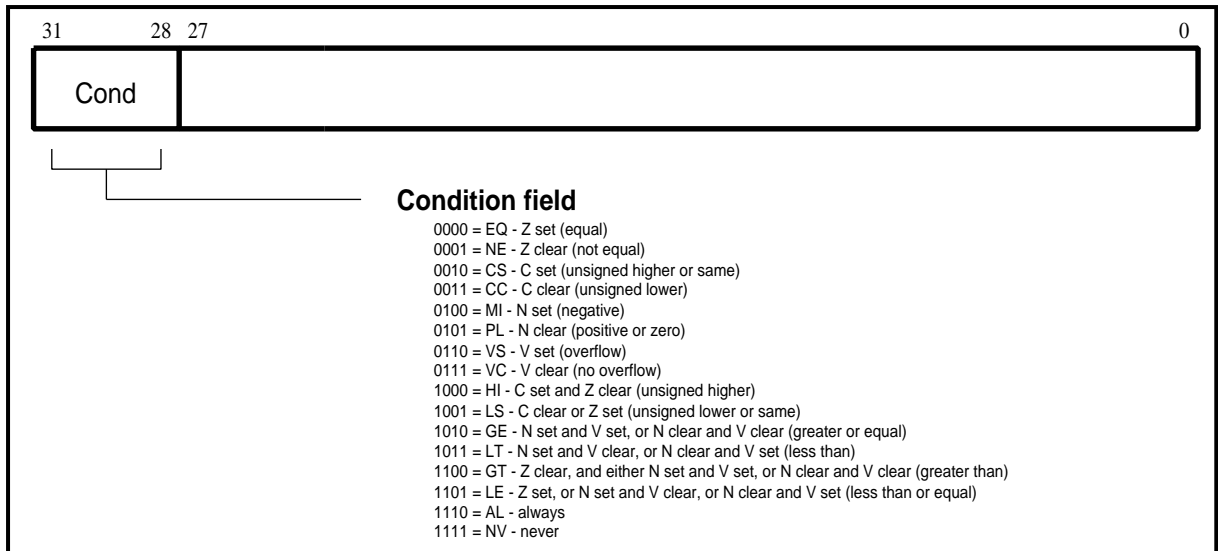 31 28 27 0
Cond
Condition field
0000 = EQ - Z set (equal)
0001 = NE - Z clear (not equal)
0010 = CS - C set (unsigned higher or same)
0011 = CC - C clear (unsigned lower)
0100 = MI - N set (negative)
0101 = PL - N clear (positive or zero)
0110 = VS - V set (overflow)
0111 = VC - V clear (no overflow)
1000 = HI - C set and Z clear (unsigned higher)
1001 = LS - C clear or Z set (unsigned lower or same)
1010 = GE - N set and V set, or N clear and V clear (greater or equal)
1011 = LT - N set and V clear, or N clear and V set (less than)
1100 = GT - Z clear, and either N set and V set, or N clear and V clear (greater than)
1101 = LE - Z set, or N set and V clear, or N clear and V set (less than or equal)
1110 = AL - always
1111 = NV - never